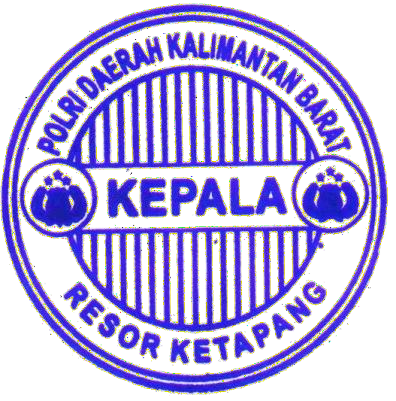 POLRI DAERAH KALIMANTAN BARAT
KEPALA
RESOR KETAPANG